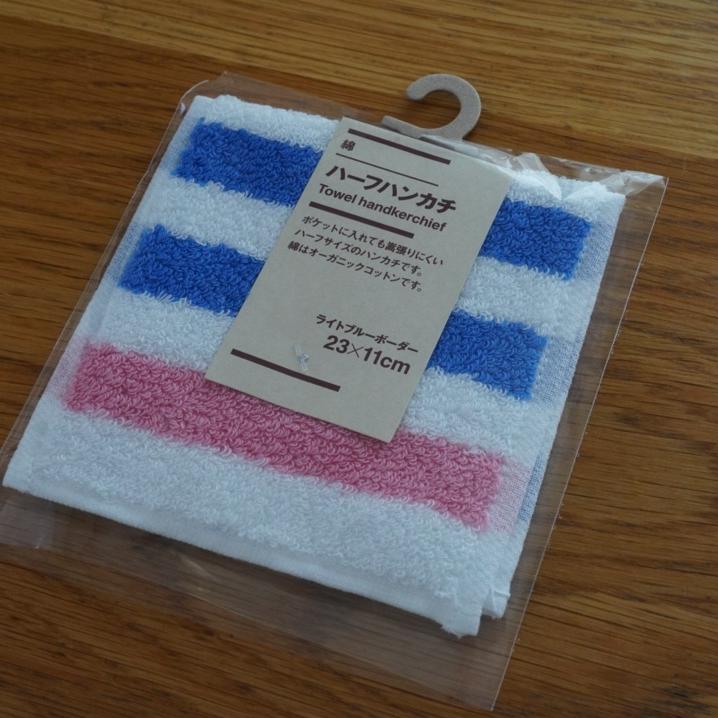 綿
ハーフハンカチ
Towel handkerchief
ポケットに入れても嵩張りにくい
ハーフサイズのハンカチです。
綿はオーガニックコットンです。
ライトブルーボーダー
23×11cm